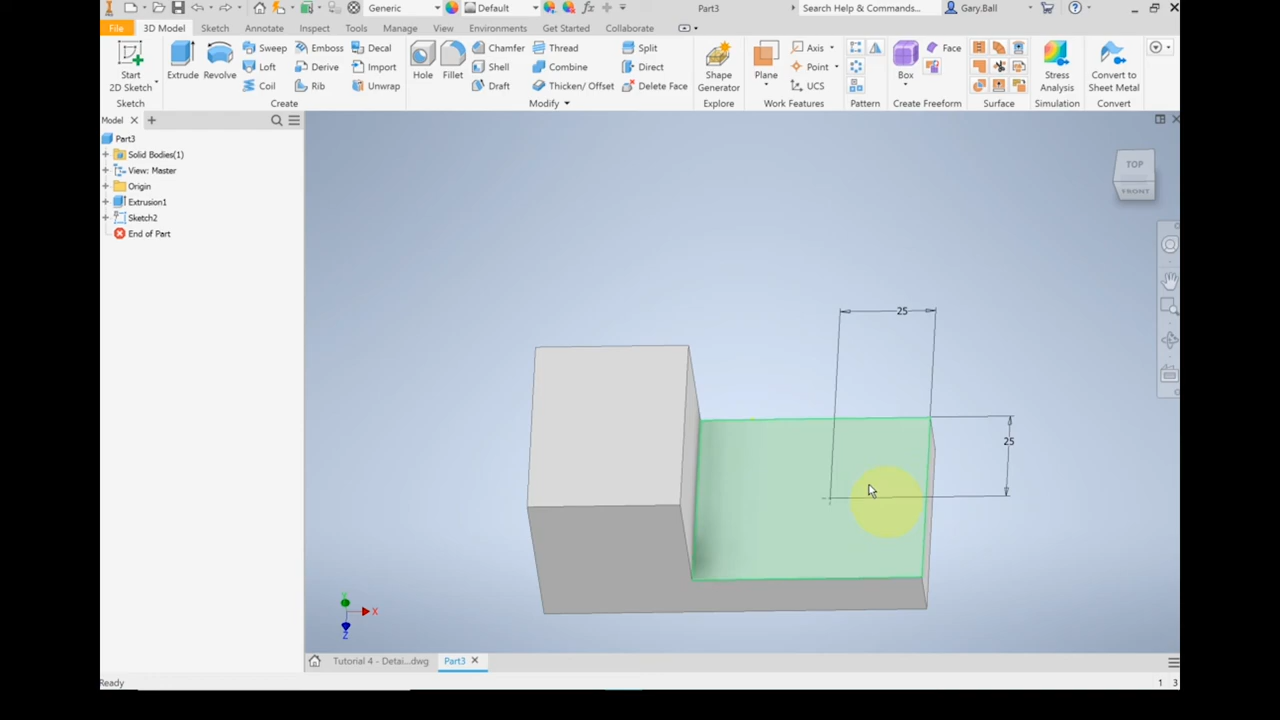 Generic Default Part3 Search Help & Commands... Gary.Ball
File 3D Model Sketch Annotate Inspect Tools Manage View Environments Get Started Collaborate
Start
2D Sketch
Extrude Revolve
Sweep Emboss Decal
Loft Derive Import
Coil Rib Unwrap
Hole Fillet
Chamfer Thread Split
Shell Combine Direct
Draft Thicken/ Offset Delete Face
Shape
Generator
Plane
Axis
Point
UCS
Box
Face
Stress
Analysis
Convert to
Sheet Metal
Sketch Create Modify Explore Work Features Pattern Create Freeform Surface Simulation Convert
Model
Part3
Solid Bodies(1)
View: Master
Origin
Extrusion1
Sketch2
End of Part
TOP
FRONT
25
25
Y
X
Z
Tutorial 4 - Detai...dwg Part3
Ready 1 3